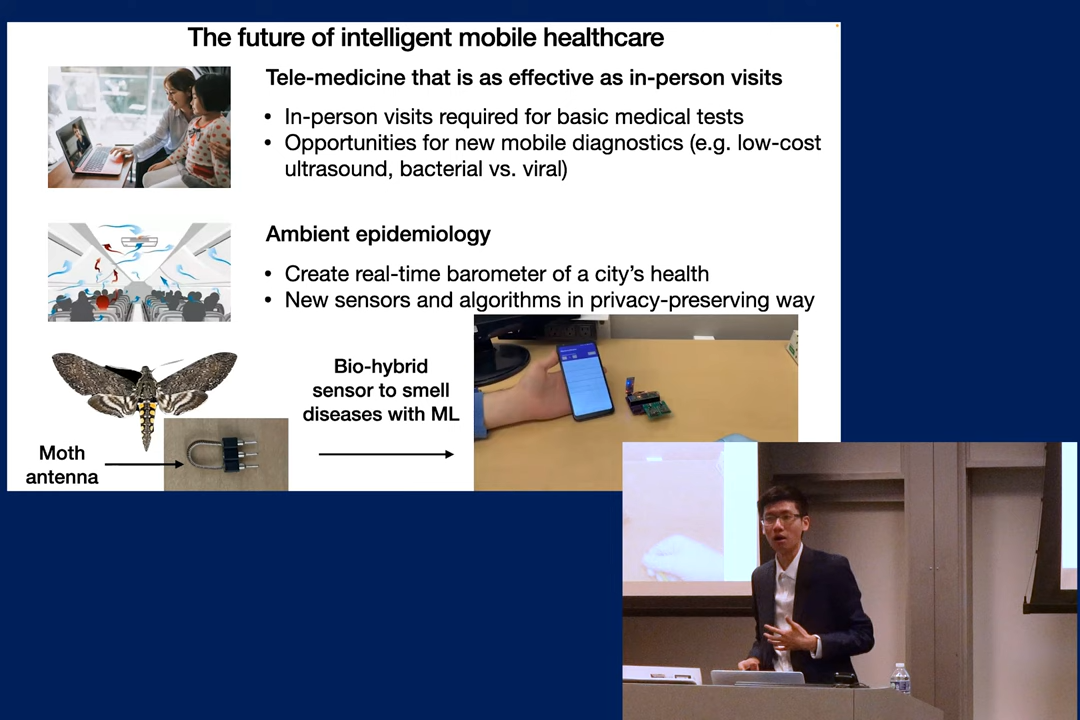 The future of intelligent mobile healthcare
Tele-medicine that is as effective as in-person visits
• In-person visits required for basic medical tests
• Opportunities for new mobile diagnostics (e.g. low-cost
ultrasound, bacterial vs. viral)
Ambient epidemiology
• Create real-time barometer of a city's health
• New sensors and algorithms in privacy-preserving way
Bio-hybrid
sensor to smell
diseases with ML
Moth
antenna